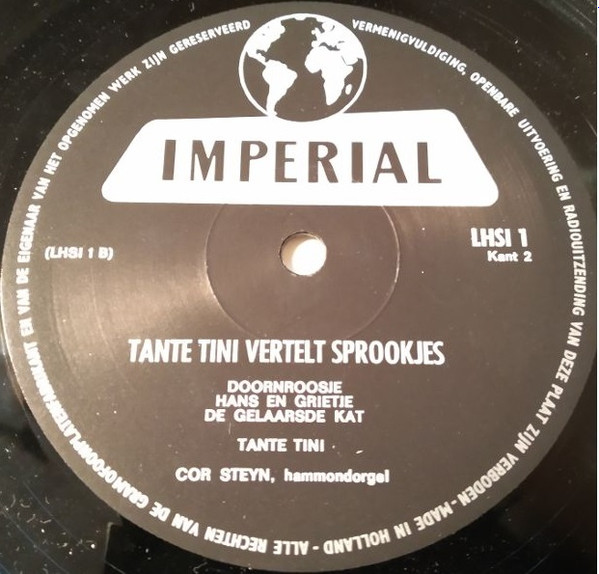 IMPERIAL
LHSI 1
Kant 2
(LHSI 1 B)
TANTE TINI VERTELT SPROOKJES
DOORNROOSJE
HANS EN GRIETJE
DE GELAARSDE KAT
TANTE TINI
COR STEYN, hammondorgel
ALLE RECHTEN VAN DE GRAMOFOONPLATENFABRIKANT EN VAN DE EIGENAAR VAN HET OPGENOMEN WERK ZIJN GERESERVEERD
VERMENIGVULDIGING, OPENBARE UITVOERING EN RADIOUITZENDING VAN DEZE PLAAT ZIJN VERBODEN - MADE IN HOLLAND -